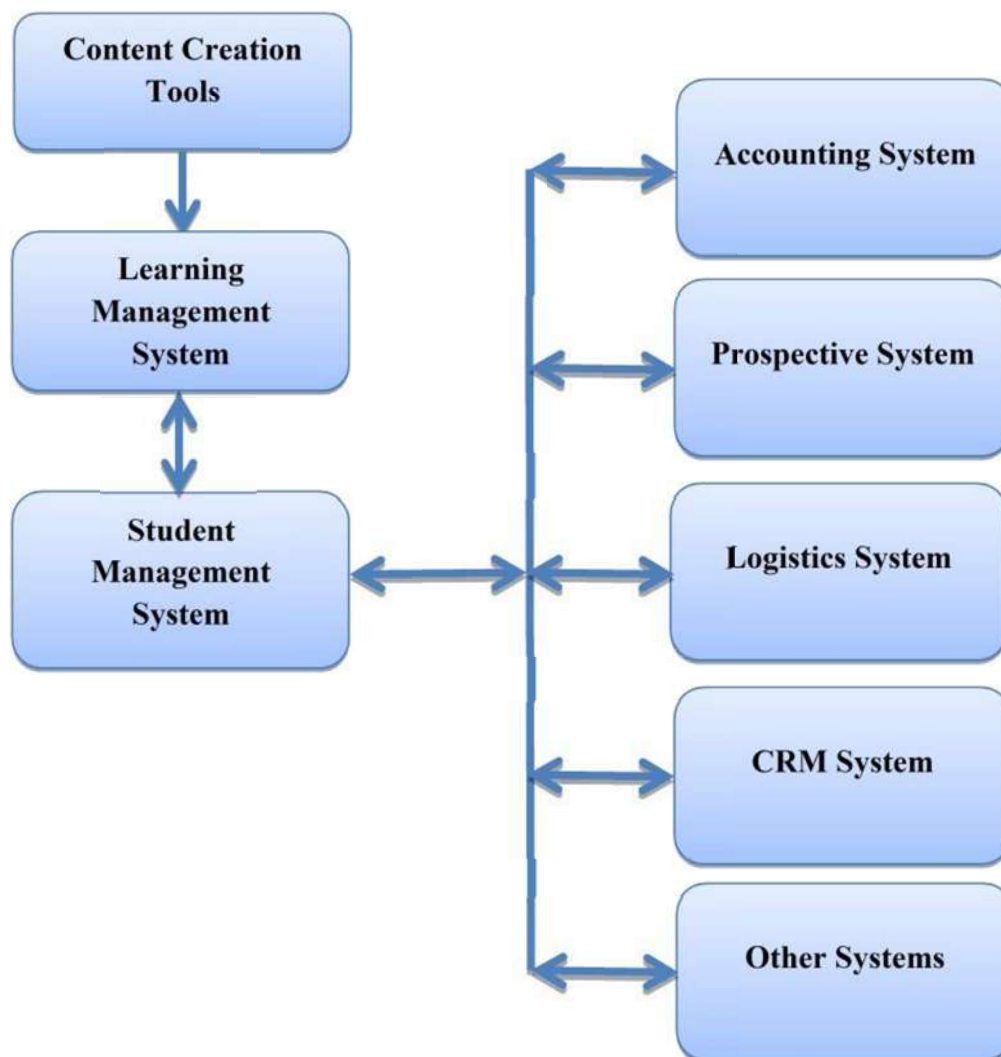 Content Creation
Tools
Learning
Management
System
Student
Management
System
Accounting System
Prospective System
Logistics System
CRM System
Other Systems